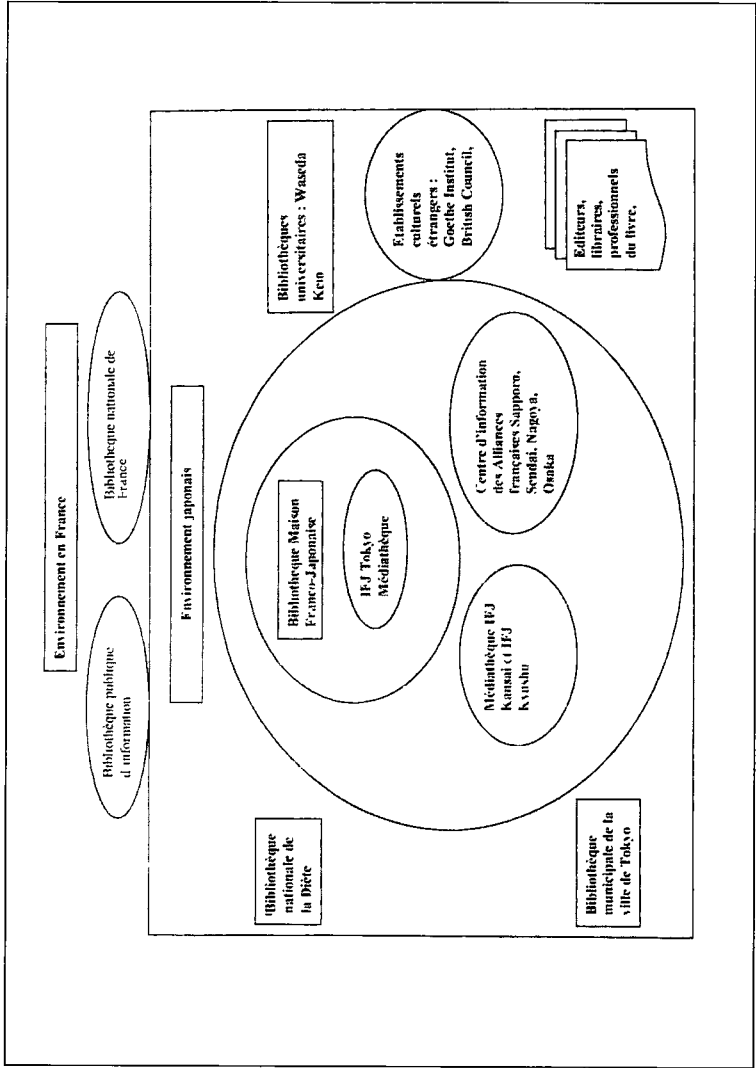 Environnement en France
Bibliothèque publique
d information
Bibliothèque nationale de
France
Environnement japonais
Bibliothèque
nationale de
la Diète
Bibliothèques
universitaires : Waseda
Keio
Bibliothèque Maison
Franco-Japonaise
IFJ Tokyo
Médiathèque
Etablissements
culturels
étrangers :
Goethe Institut,
British Council,
Médiathèque IFJ
Kansai et IFJ
Kyushu
Centre d'information
des Alliances
françaises Sapporo,
Sendai, Nagoya,
Osaka
Bibliothèque
municipale de la
ville de Tokyo
Editeurs,
libraires,
professionnels
du livre,